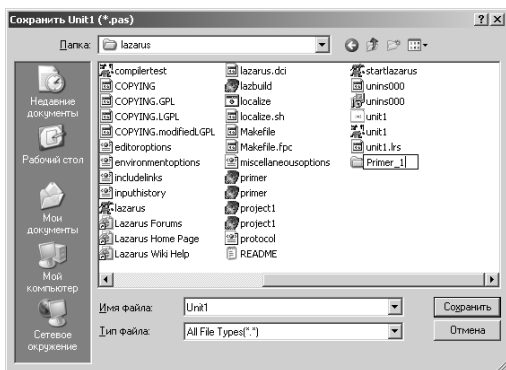 Сохранить Unit1 (*.pas)
Папка:
lazarus
Недавние документы
Рабочий стол
Мои документы
Мой компьютер
Сетевое окружение
compilertest
COPYING
COPYING.GPL
COPYING.LGPL
COPYING.modifiedLGPL
editoroptions
environmentoptions
includelinks
inputhistory
lazarus
Lazarus Forums
Lazarus Home Page
Lazarus Wiki Help
lazarus.dci
lazbuild
localize
localize.sh
Makefile
Makefile.fpc
miscellaneousoptions
primer
primer
project1
project1
protocol
README
startlazarus
unins000
unins000
unit1
unit1
unit1.lrs
Primer_1
Имя файла:
Unit1
Сохранить
Тип файла:
All File Types(*.*)
Отмена